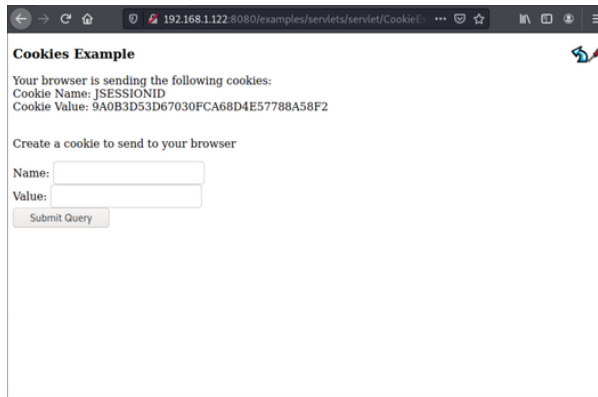 192.168.1.122:8080/examples/servlets/servlet/CookieE
Cookies Example
Your browser is sending the following cookies:
Cookie Name: JSESSIONID
Cookie Value: 9A0B3D53D67030FCA68D4E57788A58F2
Create a cookie to send to your browser
Name:
Value:
Submit Query